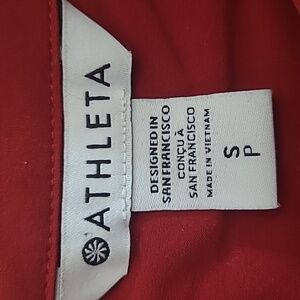 ATHLETA
DESIGNED IN
SAN FRANCISCO
CONÇU À
SAN FRANCISCO
MADE IN VIETNAM
S
P